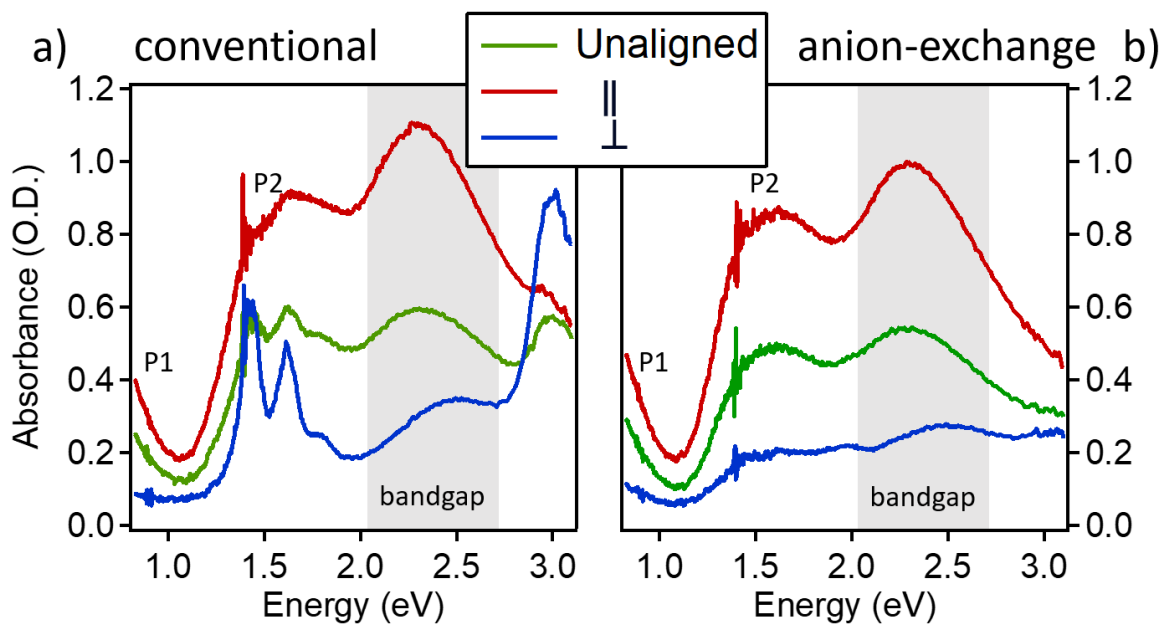 a) conventional
Unaligned
||
⊥
anion-exchange b)
Absorbance (O.D.)
1.2
1.0
0.8
0.6
0.4
0.2
0.0
P1
P2
bandgap
1.0 1.5 2.0 2.5 3.0
Energy (eV)
P1
P2
bandgap
1.2
1.0
0.8
0.6
0.4
0.2
0.0
1.0 1.5 2.0 2.5 3.0
Energy (eV)